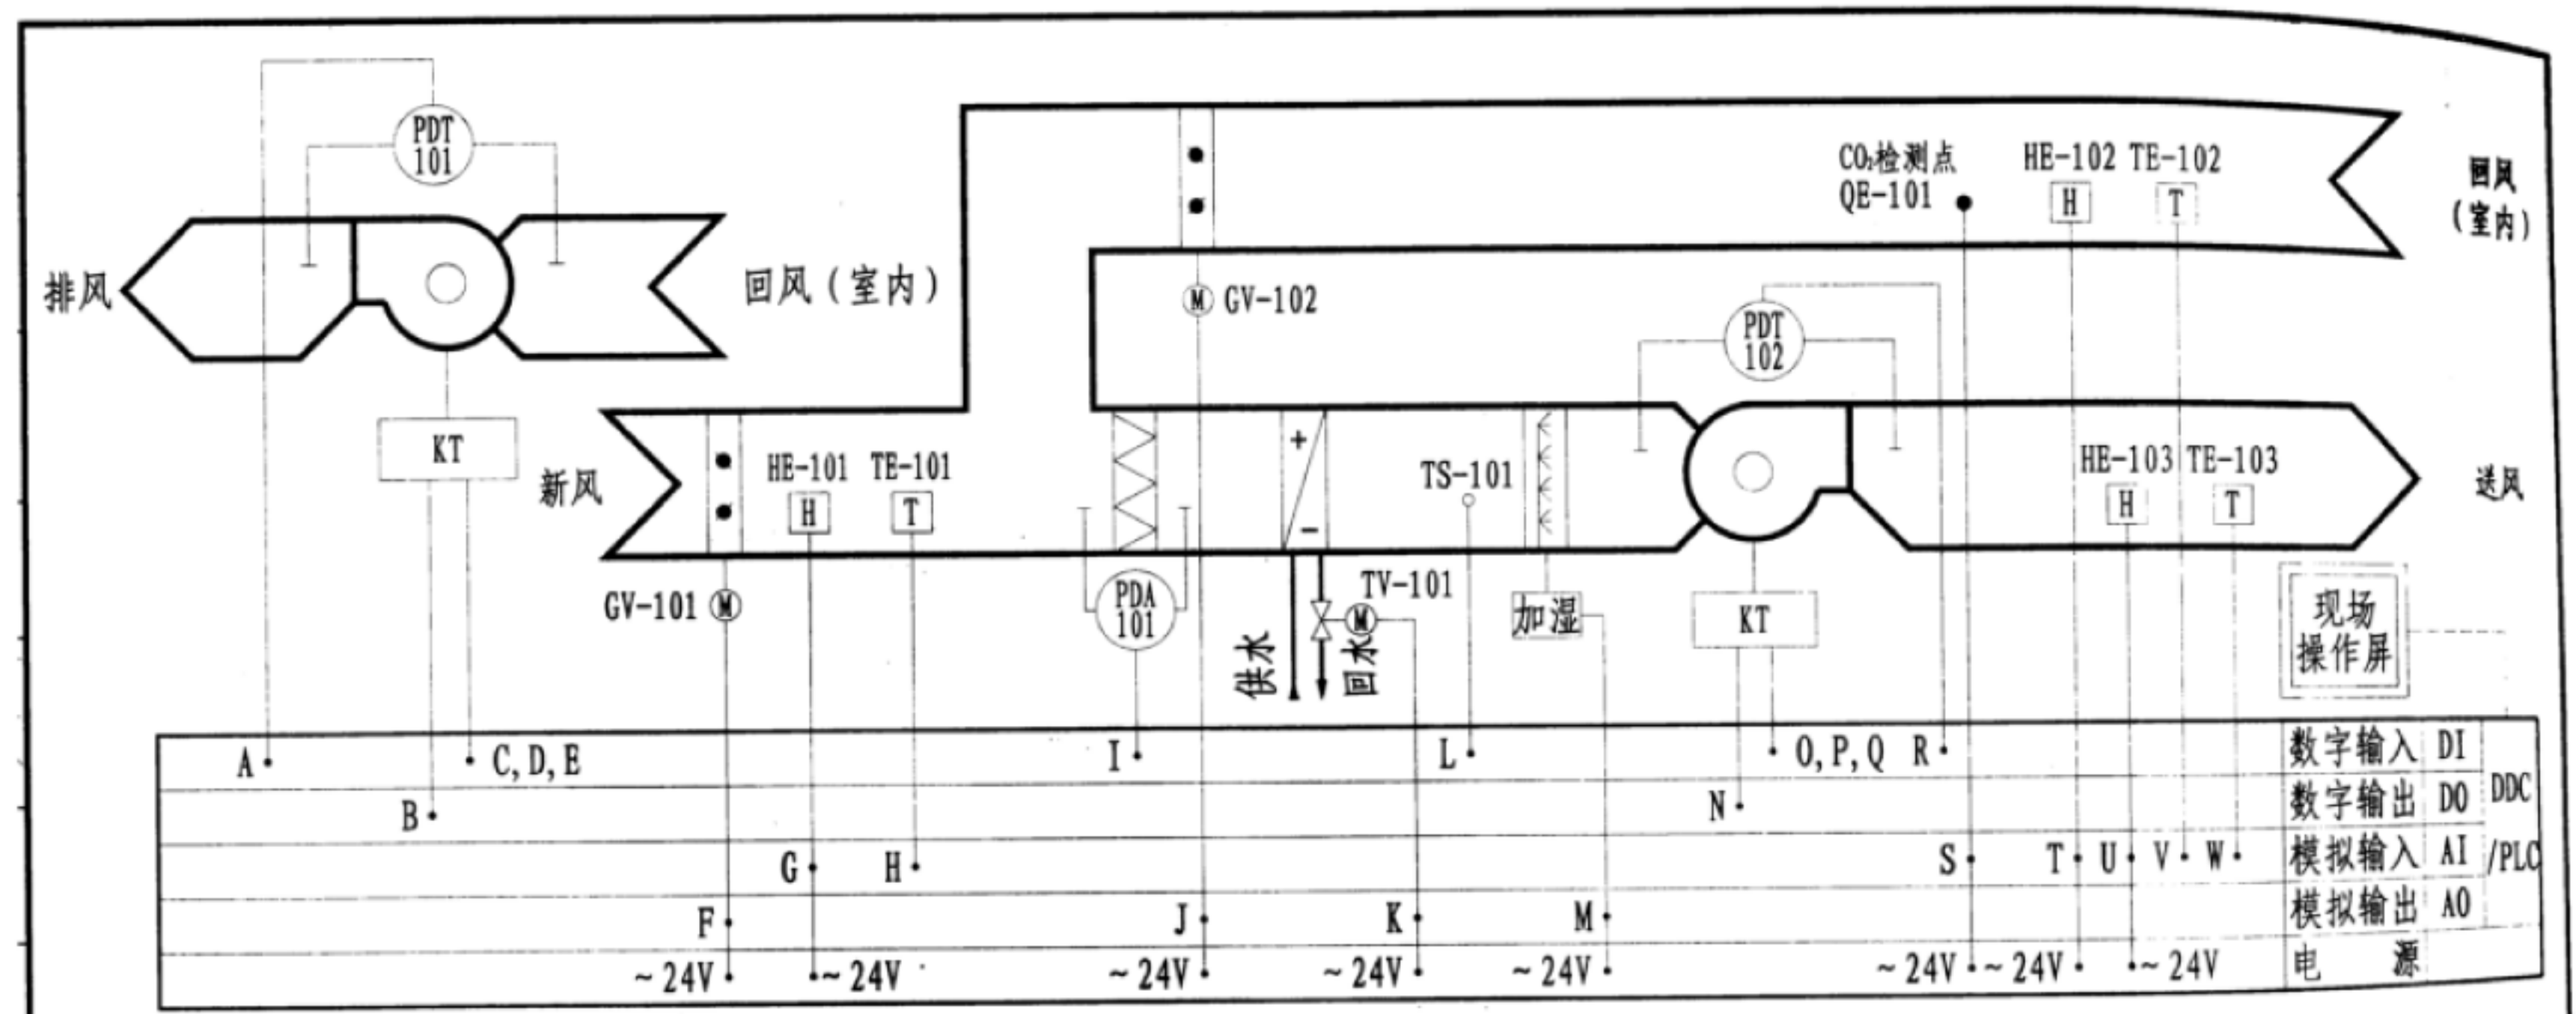 PDT
101
CO₂检测点
QE-101
HE-102
TE-102
H
T
回风
(室内)
排风
回风(室内)
M
GV-102
PDT
102
KT
新风
HE-101
TE-101
H
T
TS-101
HE-103
TE-103
H
T
送风
+
-
GV-101
M
PDA
101
TV-101
M
供水
回水
加湿
KT
现场
操作屏
A
C, D, E
I
L
O, P, Q
R
数字输入 DI
B
N
数字输出 DO
DDC
/PLC
G
H
S
T
U
V
W
模拟输入 AI
F
J
K
M
模拟输出 AO
~24V
~24V
~24V
~24V
~24V
~24V
~24V
~24V
电 源